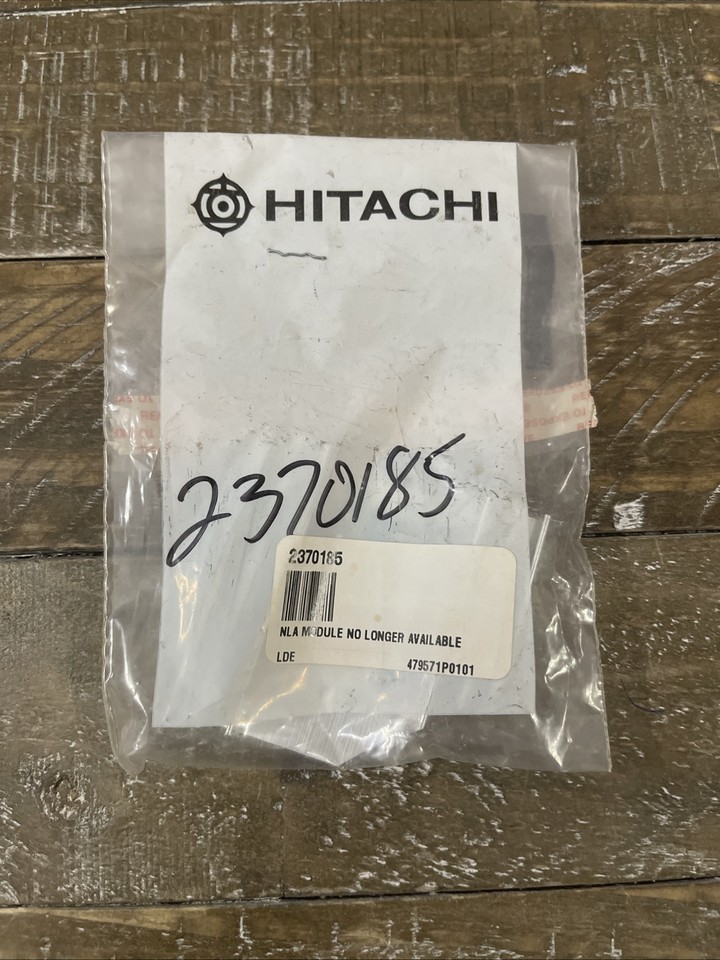 HITACHI
2370185
2370185
NLA MODULE NO LONGER AVAILABLE
LDE 479571P0101